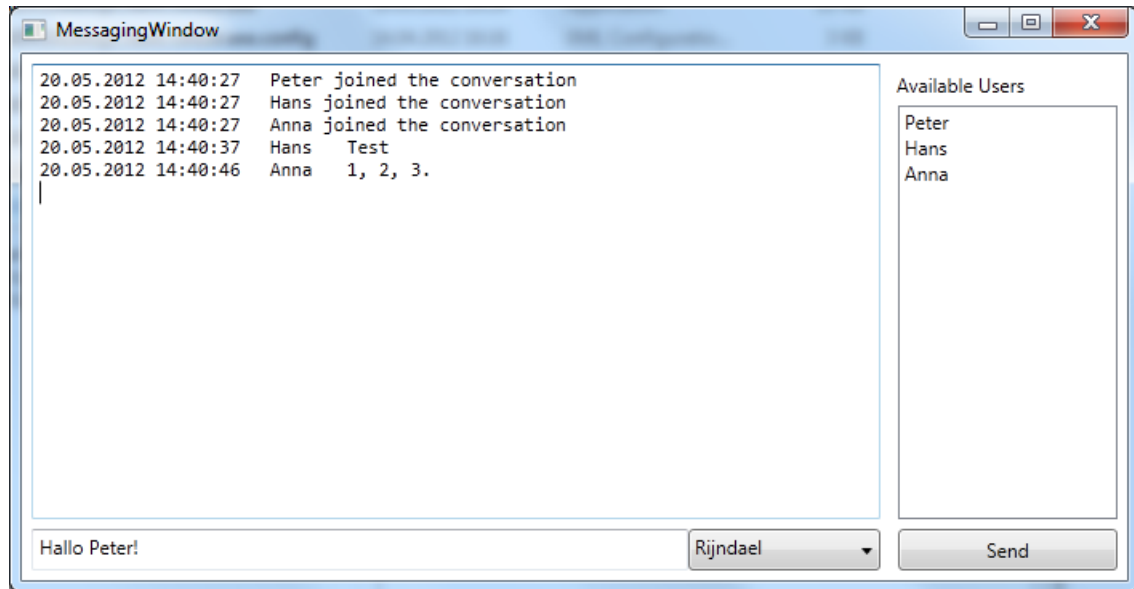 MessagingWindow
20.05.2012 14:40:27   Peter joined the conversation
20.05.2012 14:40:27   Hans joined the conversation
20.05.2012 14:40:27   Anna joined the conversation
20.05.2012 14:40:37   Hans   Test
20.05.2012 14:40:46   Anna   1, 2, 3.
Available Users
Peter
Hans
Anna
Hallo Peter!
Rijndael
Send